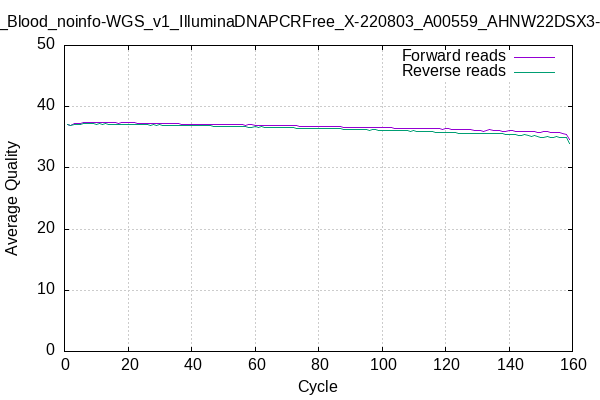 _Blood_noinfo-WGS_v1_IlluminaDNAPCRFree_X-220803_A00559_AHNW22DSX3-
Forward reads
Reverse reads
50
40
30
20
10
0
Average Quality
0 20 40 60 80 100 120 140 160
Cycle